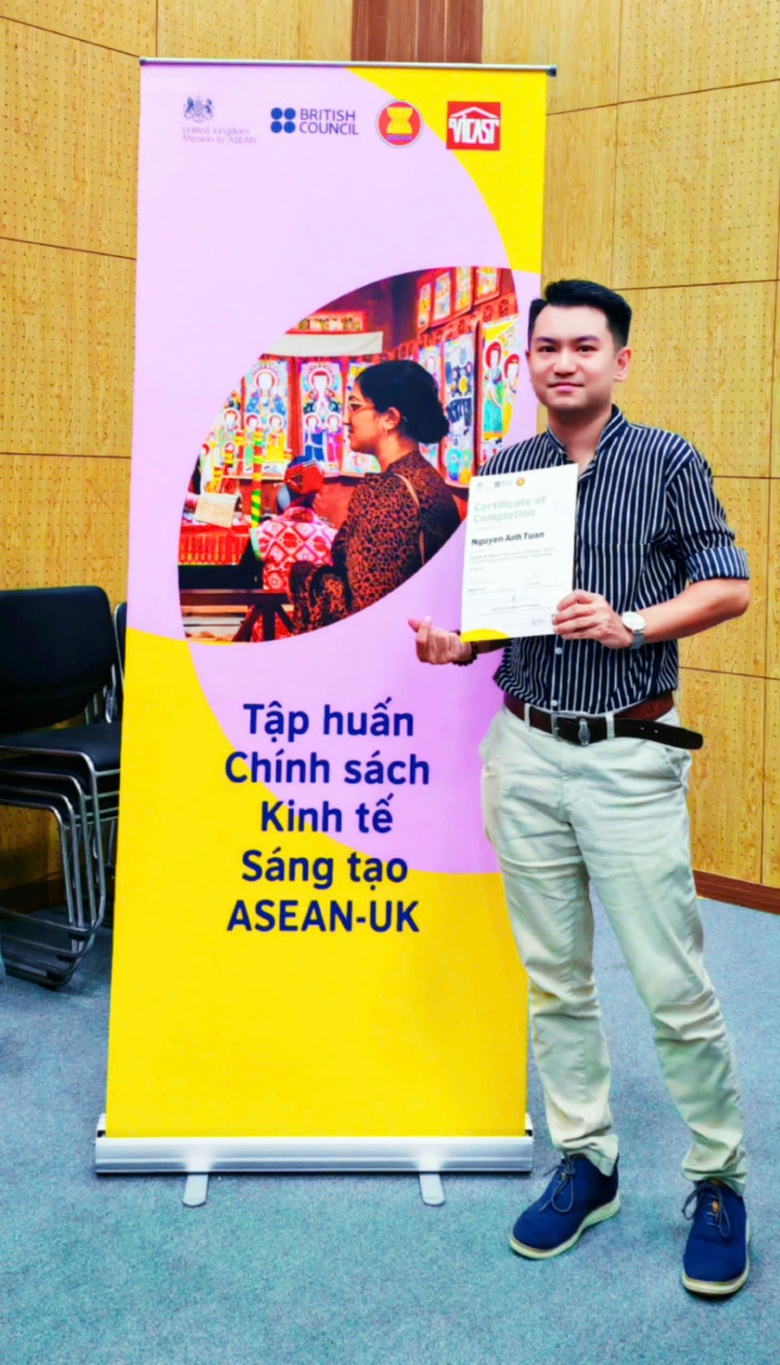 United Kingdom
Mission to ASEAN
BRITISH
COUNCIL
VICAST
Certificate of
Completion
Nguyen Anh Tuan
Tập huấn
Chính sách
Kinh tế
Sáng tạo
ASEAN-UK